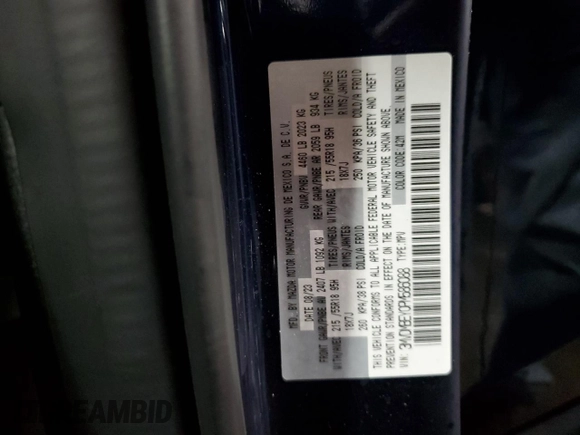 MFD. BY MAZDA MOTOR MANUFACTURING DE MEXICO S.A. DE C.V.
DATE 08/23 GVWR/PNBV 4460 LB 2023 KG
FRONT GAWR/PNBE AV 2407 LB 1092 KG REAR GAWR/PNBE AR 2059 LB 934 KG
WITH/AVEC 215 /55R18 95H TIRES/PNEUS WITH/AVEC 215 /55R18 95H TIRES/PNEUS
18X7J RIMS/JANTES 18X7J RIMS/JANTES
260 KPA/38 PSI COLD/A FROID 250 KPA/36 PSI COLD/A FROID
THIS VEHICLE CONFORMS TO ALL APPLICABLE FEDERAL MOTOR VEHICLE SAFETY AND THEFT
PREVENTION STANDARDS IN EFFECT ON THE DATE OF MANUFACTURE SHOWN ABOVE.
VIN: TYPE: MPV COLOR CODE 42M MADE IN MEXICO